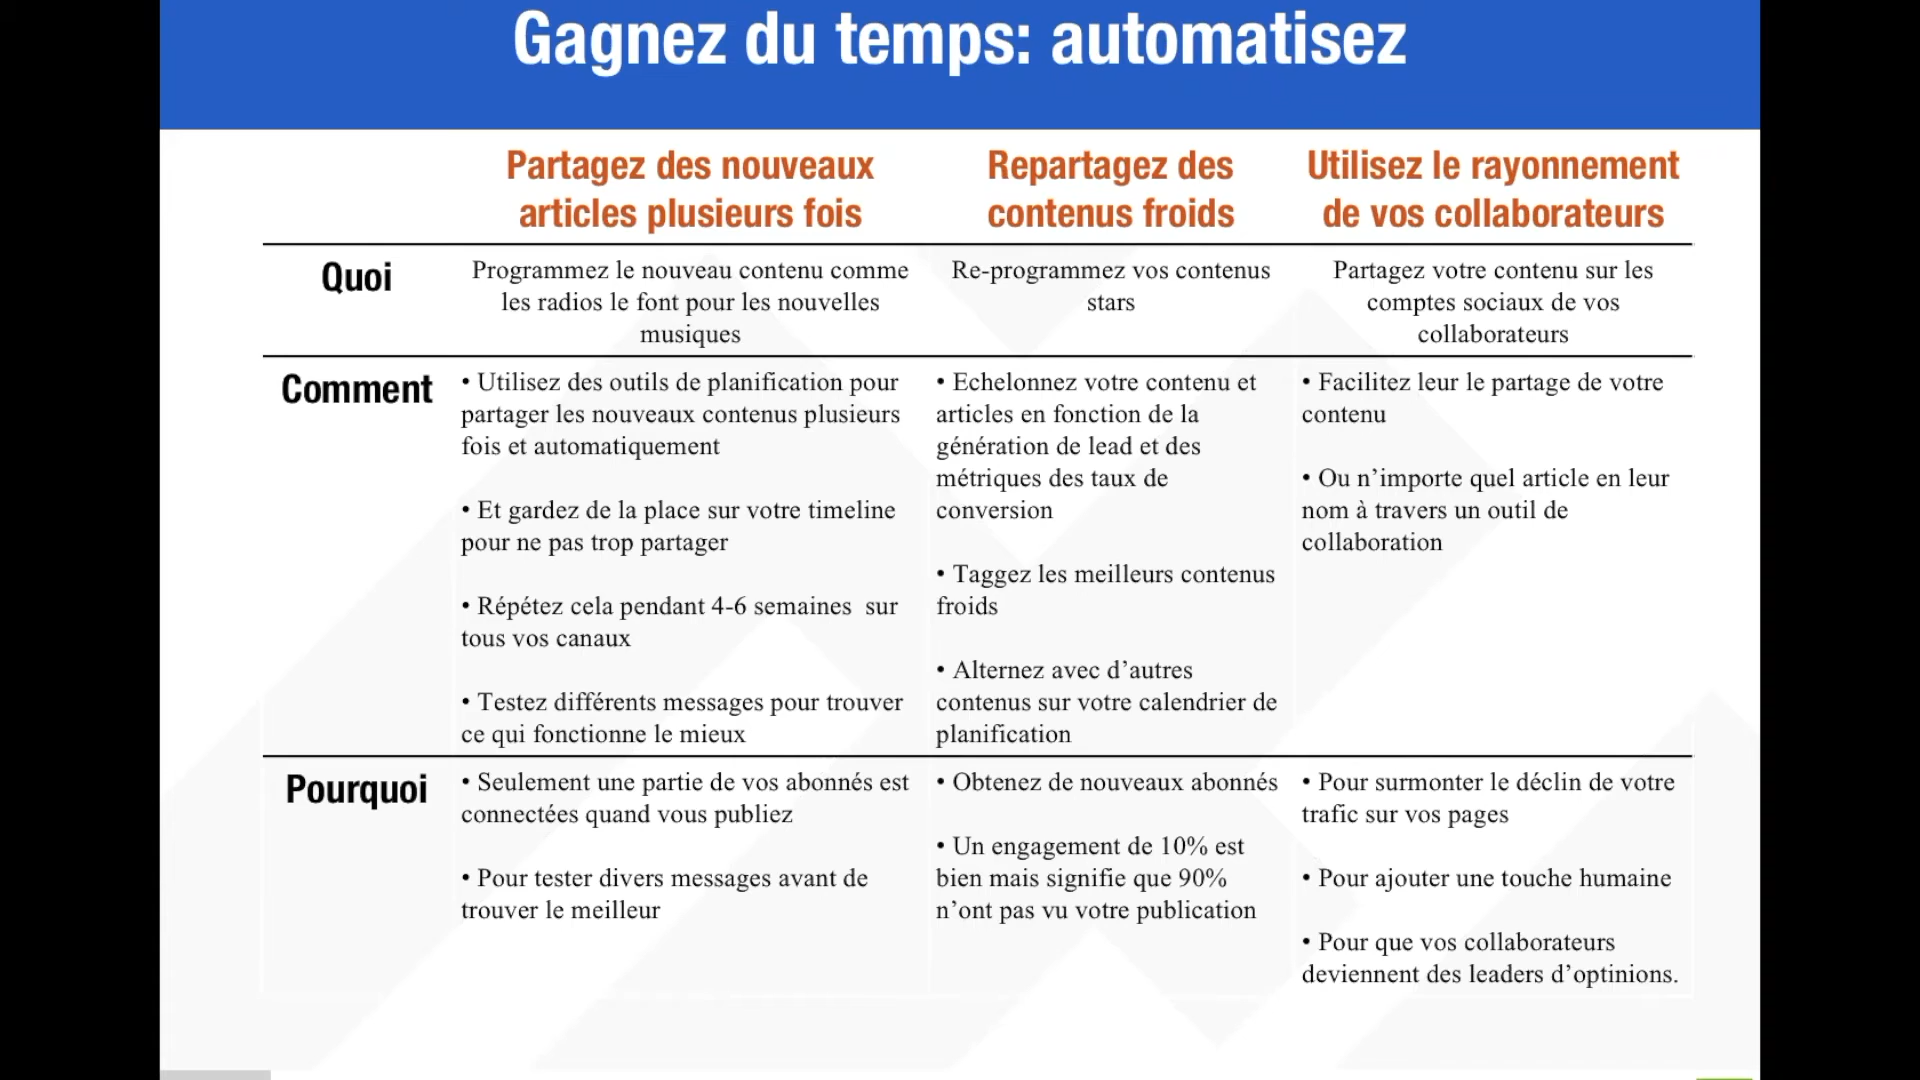 Gagnez du temps: automatisez
Partagez des nouveaux
articles plusieurs fois
Repartagez des
contenus froids
Utilisez le rayonnement
de vos collaborateurs
Quoi
Programmez le nouveau contenu comme
les radios le font pour les nouvelles
musiques
Re-programmez vos contenus
stars
Partagez votre contenu sur les
comptes sociaux de vos
collaborateurs
Comment
• Utilisez des outils de planification pour
partager les nouveaux contenus plusieurs
fois et automatiquement
• Et gardez de la place sur votre timeline
pour ne pas trop partager
• Répétez cela pendant 4-6 semaines  sur
tous vos canaux
• Testez différents messages pour trouver
ce qui fonctionne le mieux
• Echelonnez votre contenu et
articles en fonction de la
génération de lead et des
métriques des taux de
conversion
• Taggez les meilleurs contenus
froids
• Alternez avec d’autres
contenus sur votre calendrier de
planification
• Facilitez leur le partage de votre
contenu
• Ou n’importe quel article en leur
nom à travers un outil de
collaboration
Pourquoi
• Seulement une partie de vos abonnés est
connectées quand vous publiez
• Pour tester divers messages avant de
trouver le meilleur
• Obtenez de nouveaux abonnés
• Un engagement de 10% est
bien mais signifie que 90%
n’ont pas vu votre publication
• Pour surmonter le déclin de votre
trafic sur vos pages
• Pour ajouter une touche humaine
• Pour que vos collaborateurs
deviennent des leaders d’opinions.